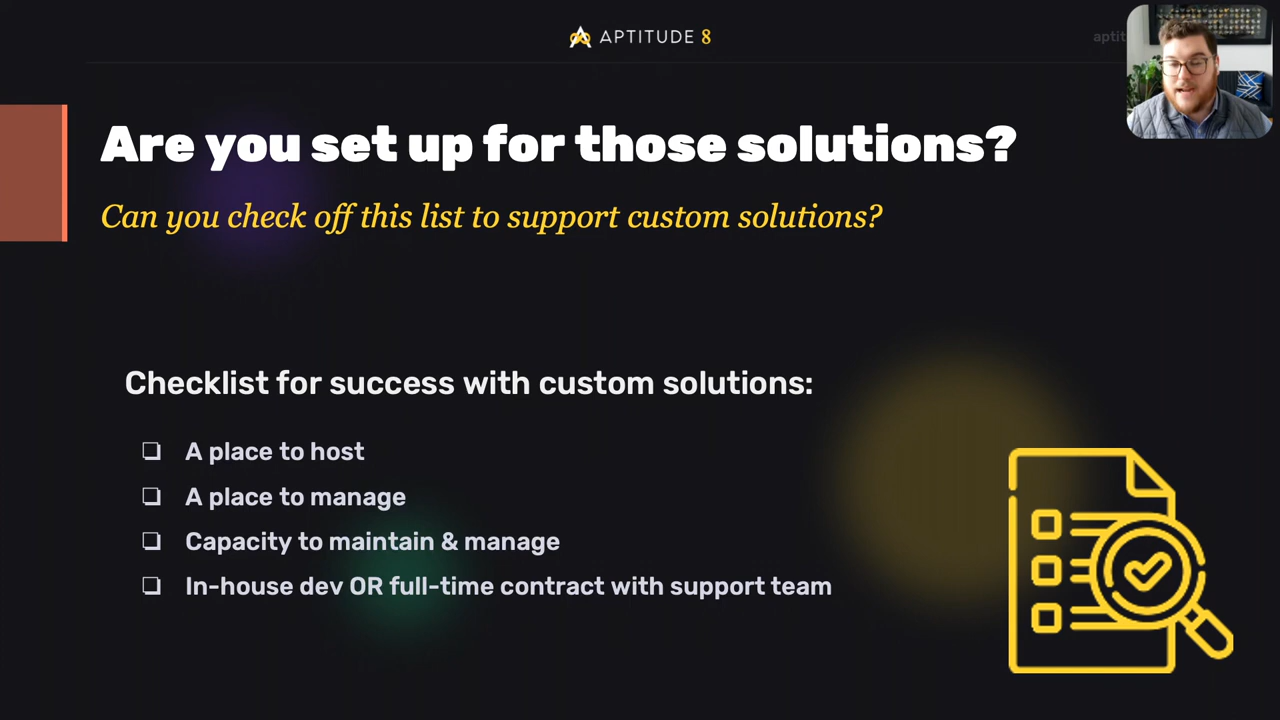 APTITUDE 8
aptit
Are you set up for those solutions?
Can you check off this list to support custom solutions?
Checklist for success with custom solutions:
❏ A place to host
❏ A place to manage
❏ Capacity to maintain & manage
❏ In-house dev OR full-time contract with support team